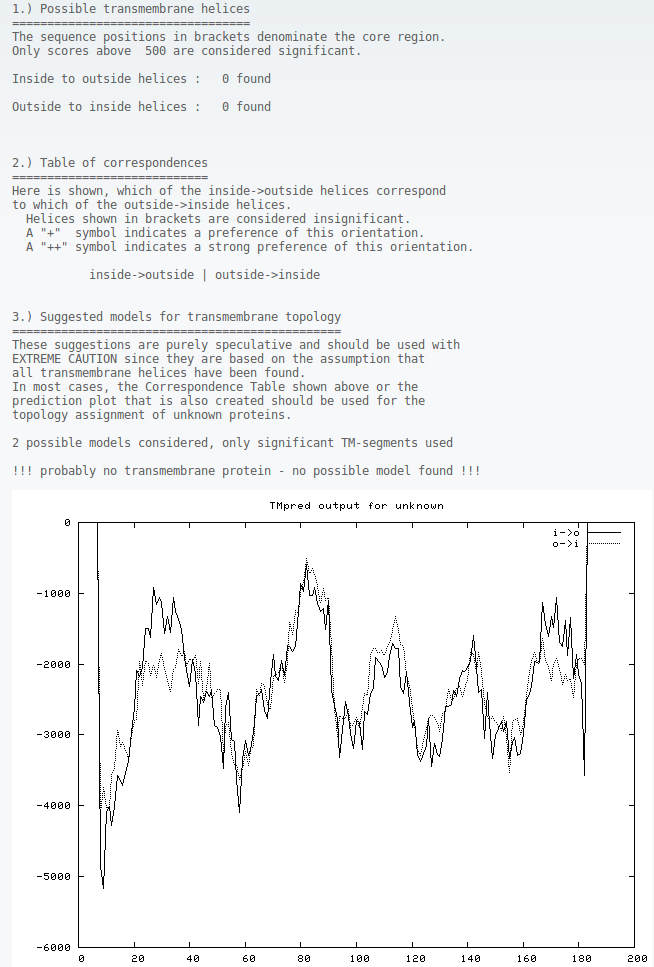 1.) Possible transmembrane helices
==================================
The sequence positions in brackets denominate the core region.
Only scores above  500 are considered significant.
Inside to outside helices :   0 found
Outside to inside helices :   0 found
2.) Table of correspondences
============================
Here is shown, which of the inside->outside helices correspond
to which of the outside->inside helices.
  Helices shown in brackets are considered insignificant.
  A "+"  symbol indicates a preference of this orientation.
  A "++" symbol indicates a strong preference of this orientation.
           inside->outside | outside->inside
3.) Suggested models for transmembrane topology
===============================================
These suggestions are purely speculative and should be used with
EXTREME CAUTION since they are based on the assumption that
all transmembrane helices have been found.
In most cases, the Correspondence Table shown above or the
prediction plot that is also created should be used for the
topology assignment of unknown proteins.
2 possible models considered, only significant TM-segments used
!!! probably no transmembrane protein - no possible model found !!!
TMpred output for unknown
0
i->o
o->i
-1000
-2000
-3000
-4000
-5000
-6000
0 20 40 60 80 100 120 140 160 180 200